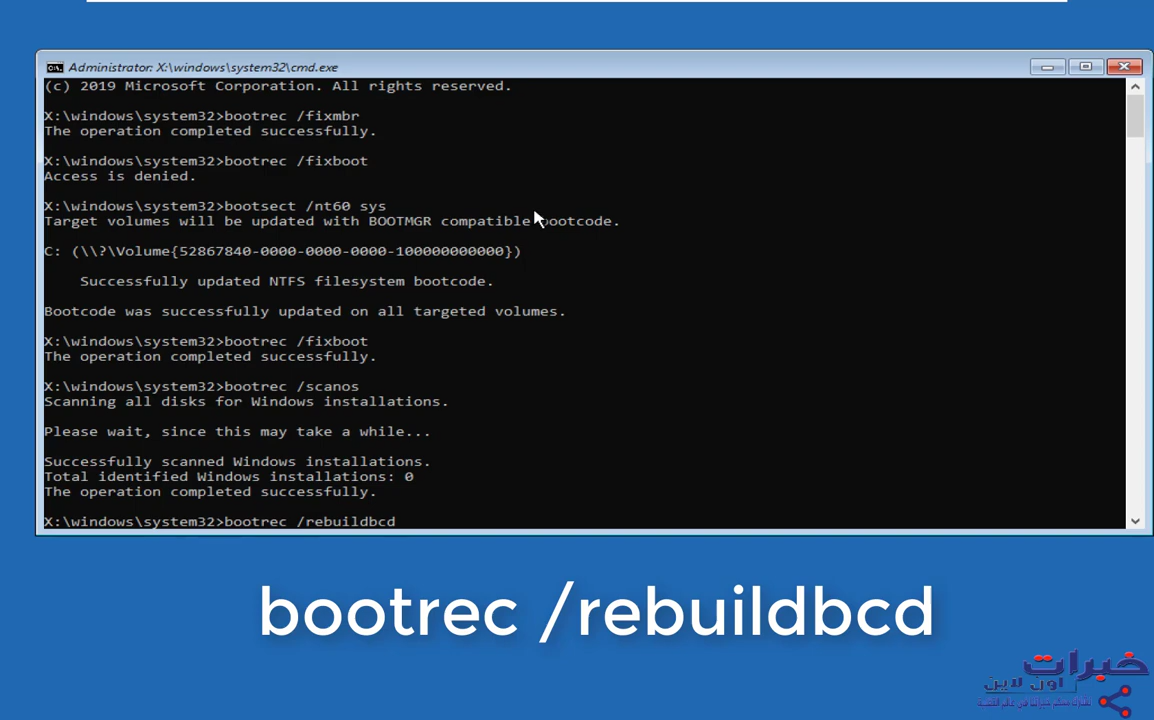 Administrator: X:\windows\system32\cmd.exe
(c) 2019 Microsoft Corporation. All rights reserved.
X:\windows\system32>bootrec /fixmbr
The operation completed successfully.
X:\windows\system32>bootrec /fixboot
Access is denied.
X:\windows\system32>bootsect /nt60 sys
Target volumes will be updated with BOOTMGR compatible bootcode.
C: (\\?\Volume{52867840-0000-0000-0000-100000000000})
Successfully updated NTFS filesystem bootcode.
Bootcode was successfully updated on all targeted volumes.
X:\windows\system32>bootrec /fixboot
The operation completed successfully.
X:\windows\system32>bootrec /scanos
Scanning all disks for Windows installations.
Please wait, since this may take a while...
Successfully scanned Windows installations.
Total identified Windows installations: 0
The operation completed successfully.
X:\windows\system32>bootrec /rebuildbcd
bootrec /rebuildbcd
خبرات
اون لاين